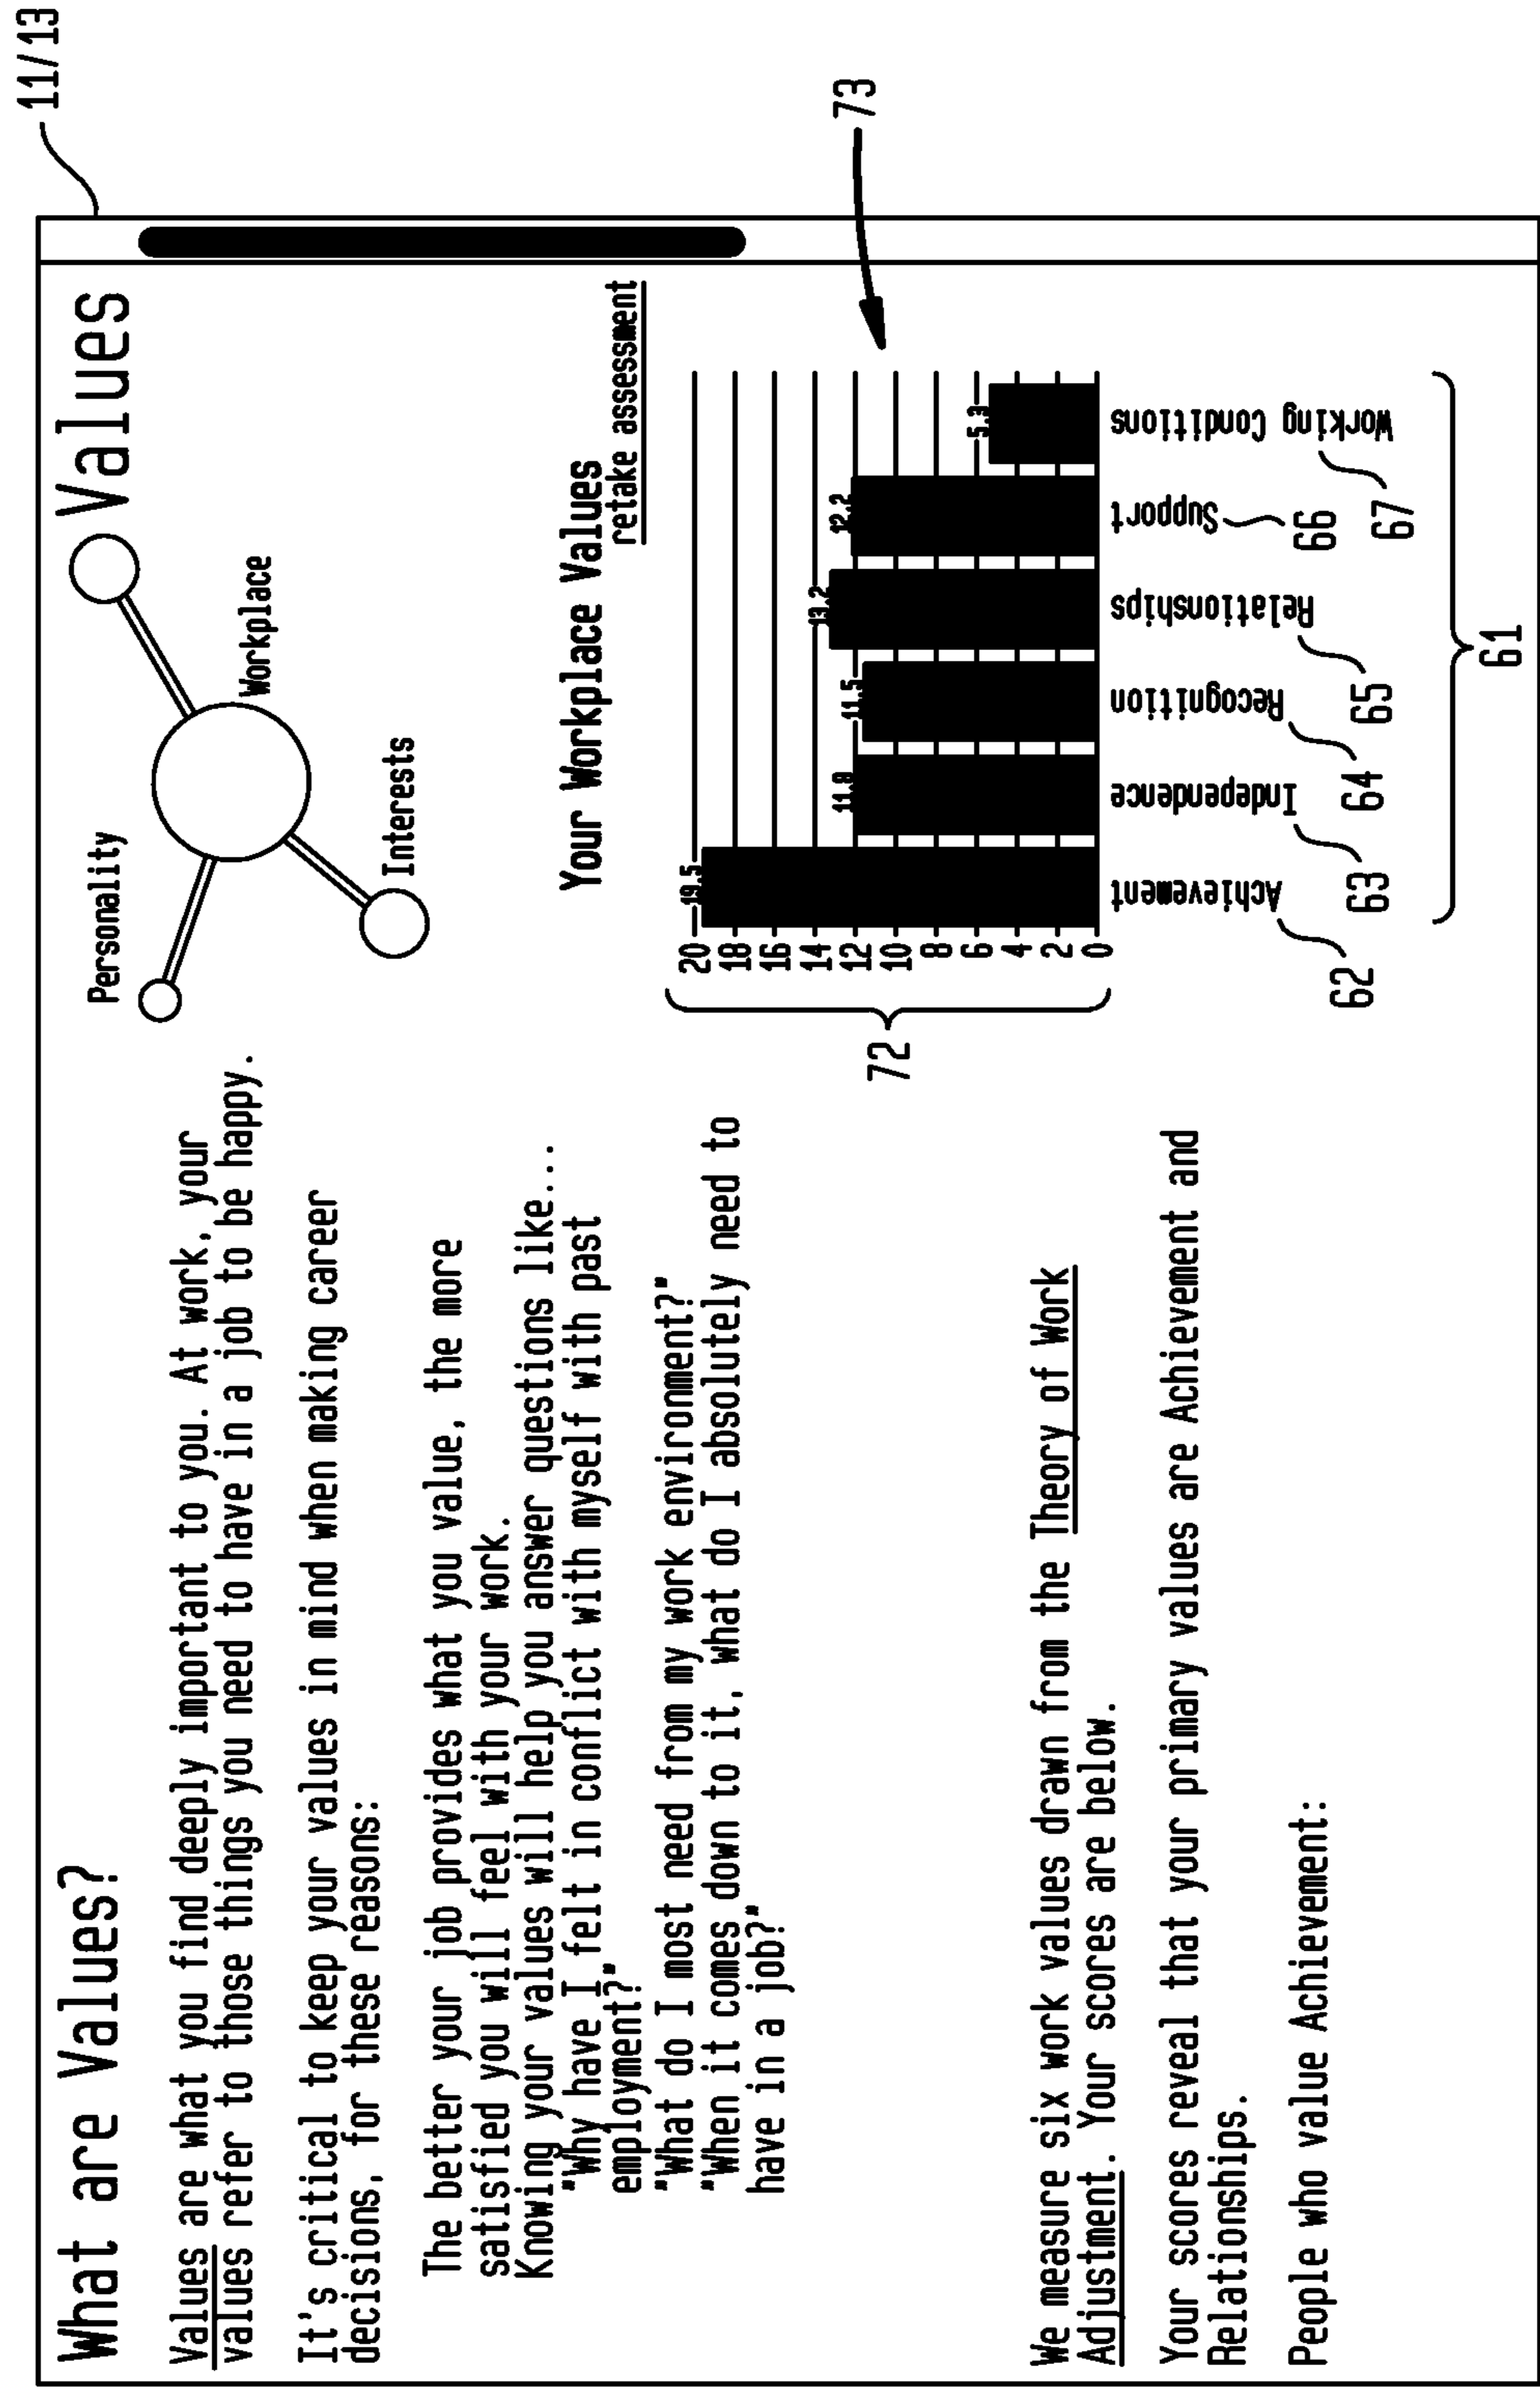 11/13
What are Values?
Values are what you find deeply important to you. At work, your
values refer to those things you need to have in a job to be happy.
It's critical to keep your values in mind when making career
decisions, for these reasons:
The better your job provides what you value, the more
satisfied you will feel with your work.
Knowing your values will help you answer questions like...
"Why have I felt in conflict with myself with past
employment?"
"What do I most need from my work environment?"
"When it comes down to it, what do I absolutely need to
have in a job?"
We measure six work values drawn from the Theory of Work
Adjustment. Your scores are below.
Your scores reveal that your primary values are Achievement and
Relationships.
People who value Achievement:
Personality
Values
Workplace
Interests
Your Workplace Values
retake assessment
73
72
20
18
16
14
12
10
8
6
4
2
0
19.5
11.5
13.2
12.2
5.3
Achievement
Independence
Recognition
Relationships
Support
Working Conditions
62
63
64
65
66
67
61